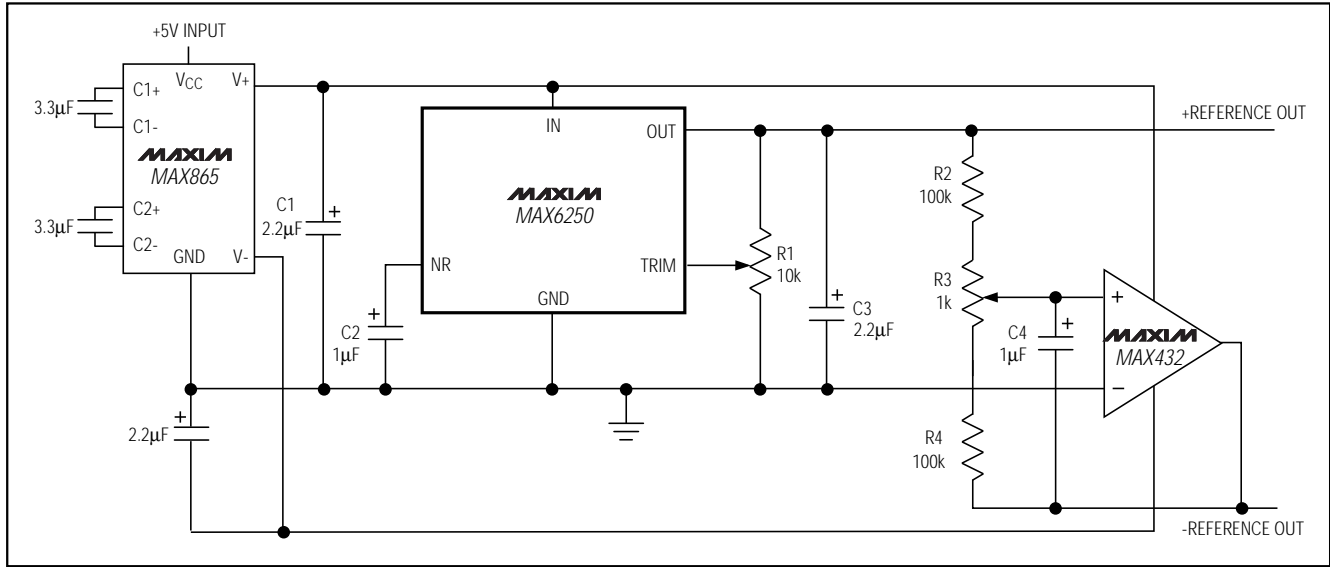 +5V INPUT
VCC
V+
C1+
3.3µF
C1-
MAXIM
MAX865
C2+
3.3µF
C2-
GND
V-
C1
+
2.2µF
IN
OUT
MAXIM
MAX6250
NR
TRIM
GND
+
C2
1µF
R1
10k
+
C3
2.2µF
+REFERENCE OUT
R2
100k
R3
1k
+
C4
1µF
+
MAXIM
MAX432
−
+
2.2µF
R4
100k
-REFERENCE OUT